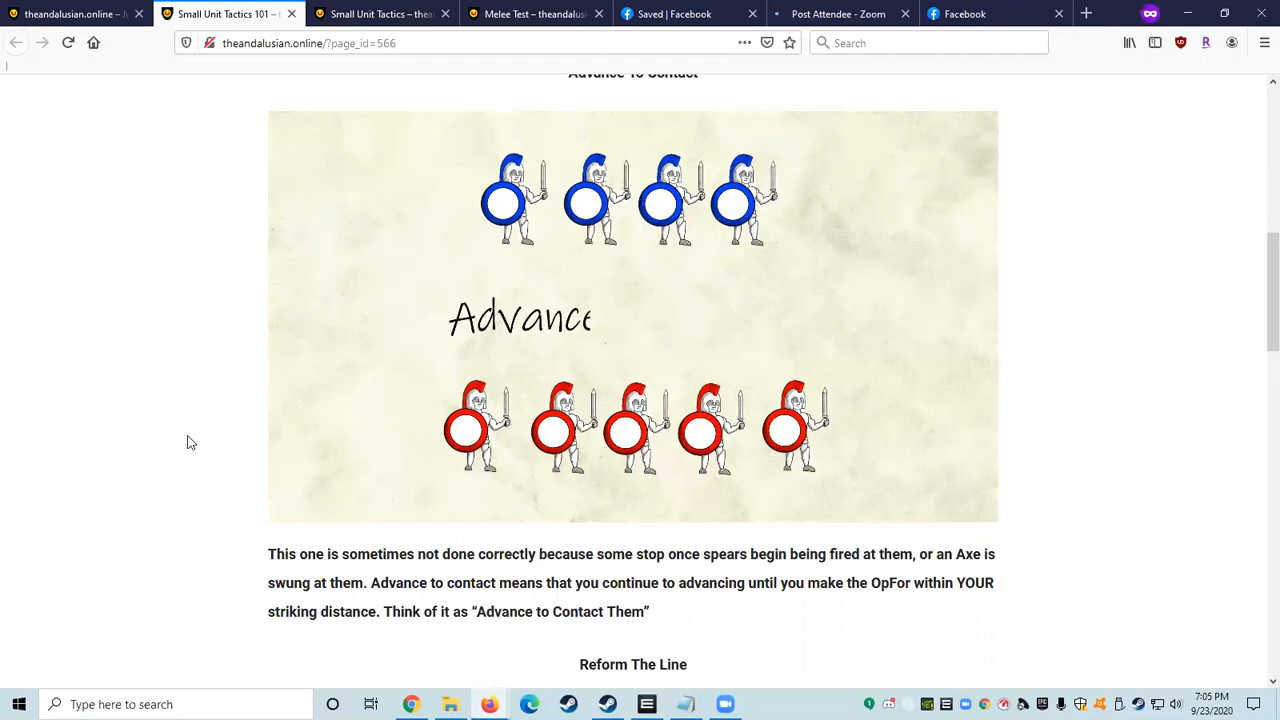 theandalusian.online – Ju
Small Unit Tactics 101 – t
Small Unit Tactics – thean
Melee Test – theandalusia
Saved | Facebook
Post Attendee - Zoom
Facebook
theandalusian.online/?page_id=566
Search
Advance To Contact
Advance
This one is sometimes not done correctly because some stop once spears begin being fired at them, or an Axe is
swung at them. Advance to contact means that you continue to advancing until you make the OpFor within YOUR
striking distance. Think of it as “Advance to Contact Them”
Reform The Line
Type here to search
7:05 PM
9/23/2020